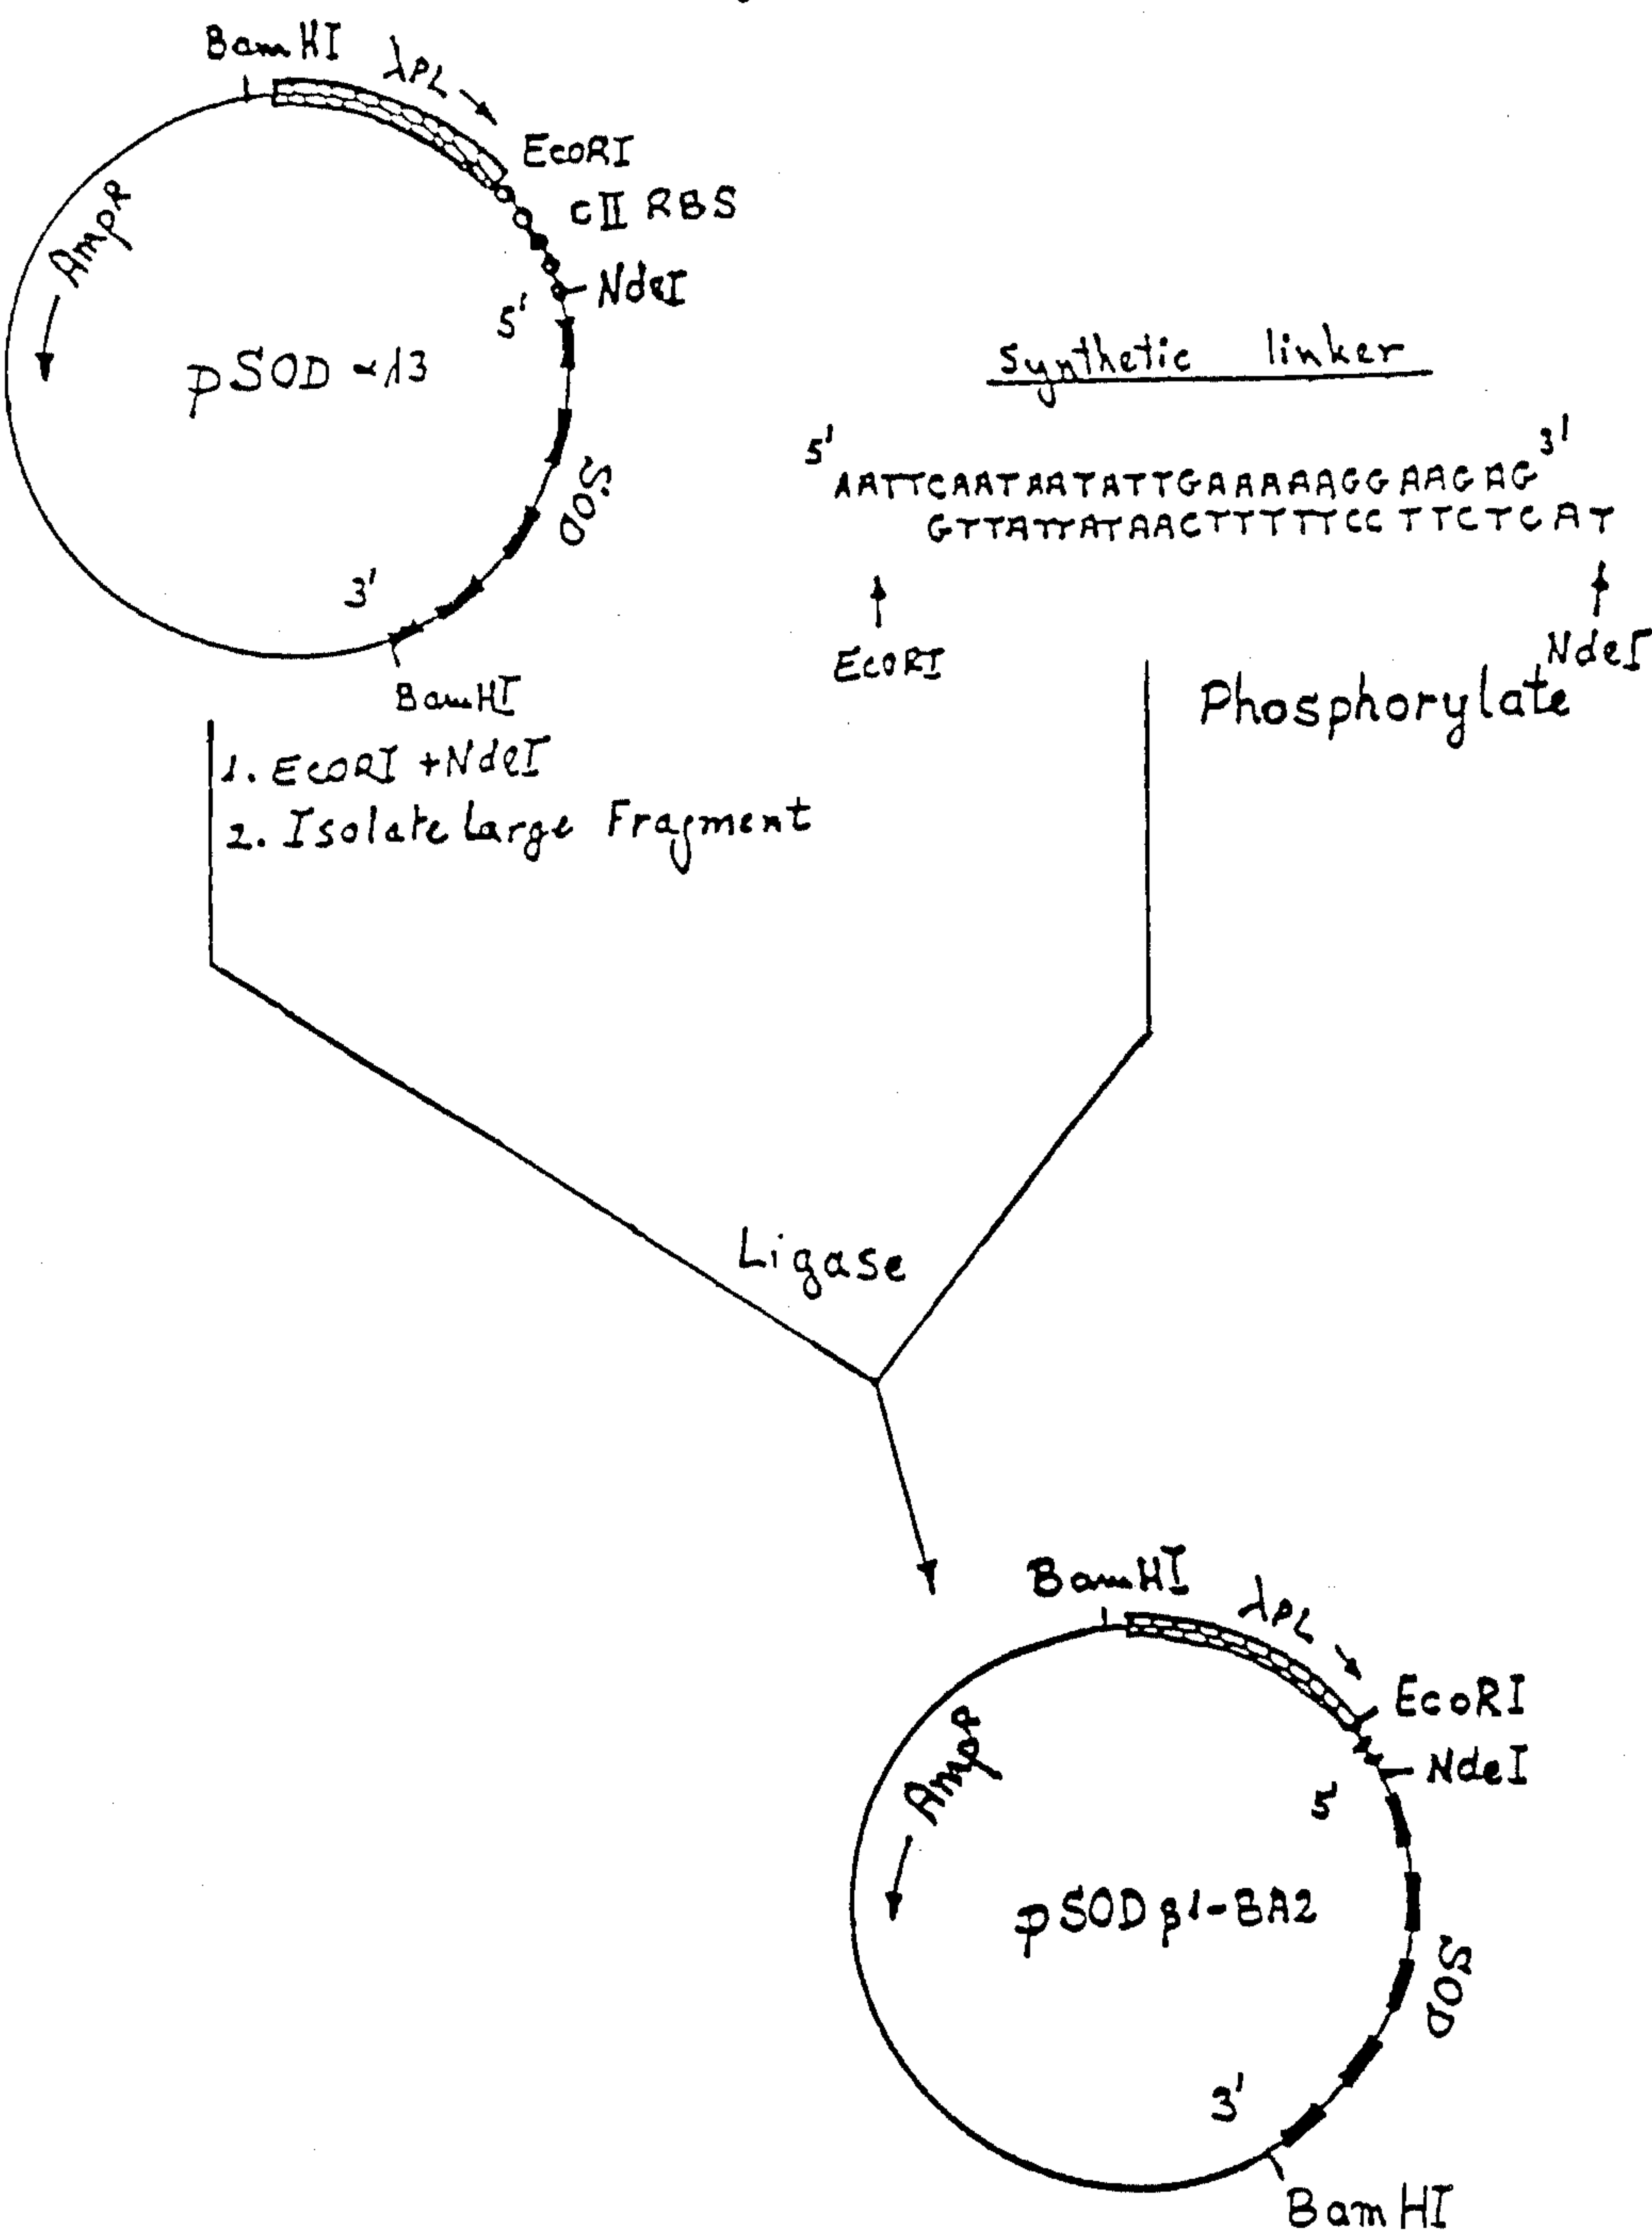 BamHI
λPL
EcoRI
cII RBS
NdeI
AmpR
5'
pSOD α13
SOD
3'
BamHI
Synthetic linker
5' AATTCAATAATATTGAAAAAGGAAGAG 3'
GTTATTATAACTTTTTCCTTCTCAT
EcoRI
NdeI
Phosphorylate
1. EcoRI + NdeI
2. Isolate large Fragment
Ligase
BamHI
λPL
EcoRI
NdeI
AmpR
5'
pSODβ1-BA2
SOD
3'
BamHI